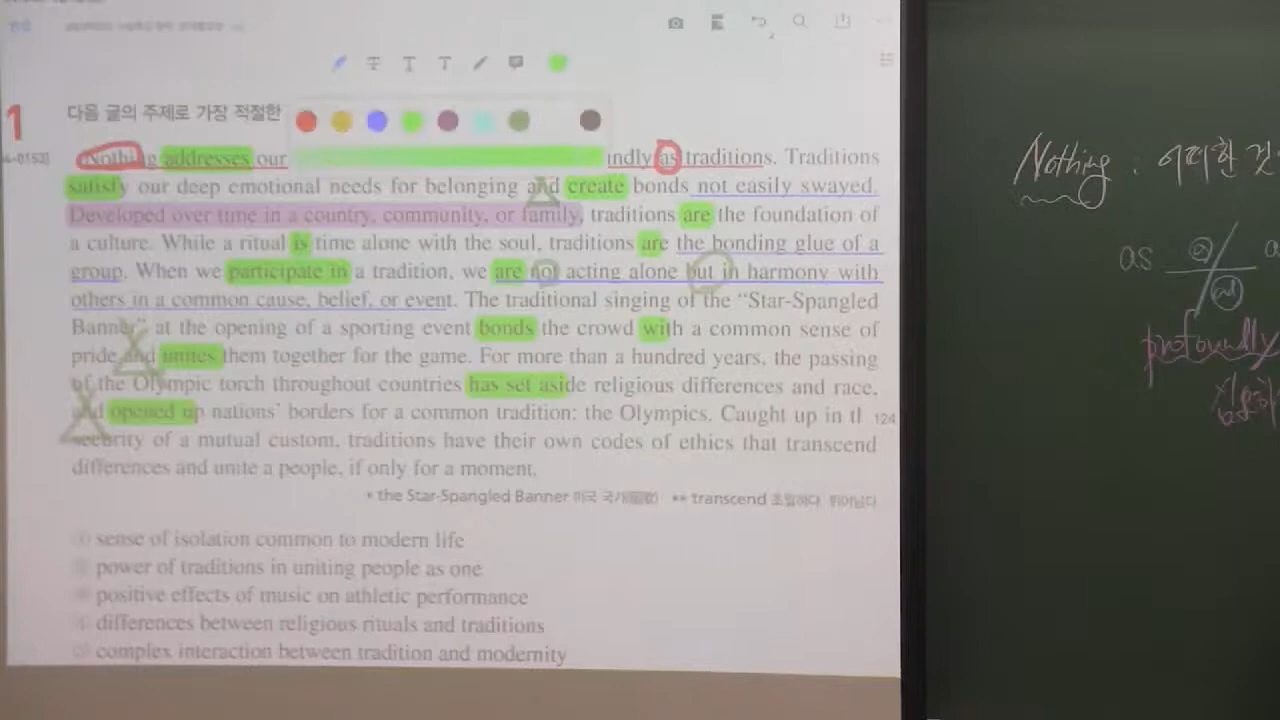 1
다음 글의 주제로 가장 적절한
Nothing addresses our
ndly as traditions. Traditions
satisfy our deep emotional needs for belonging and create bonds not easily swayed.
Developed over time in a country, community, or family, traditions are the foundation of
a culture. While a ritual is time alone with the soul, traditions are the bonding glue of a
group. When we participate in a tradition, we are not acting alone but in harmony with
others in a common cause, belief, or event. The traditional singing of the “Star-Spangled
Banner” at the opening of a sporting event bonds the crowd with a common sense of
pride and unites them together for the game. For more than a hundred years, the passing
of the Olympic torch throughout countries has set aside religious differences and race,
and opened up nations’ borders for a common tradition: the Olympics. Caught up in th 124
security of a mutual custom, traditions have their own codes of ethics that transcend
differences and unite a people, if only for a moment.
* the Star-Spangled Banner 미국 국가 ** transcend 초월하다, 뛰어넘다
sense of isolation common to modern life
power of traditions in uniting people as one
positive effects of music on athletic performance
differences between religious rituals and traditions
complex interaction between tradition and modernity
Nothing . 어떠한 것
as
ad
profoundly